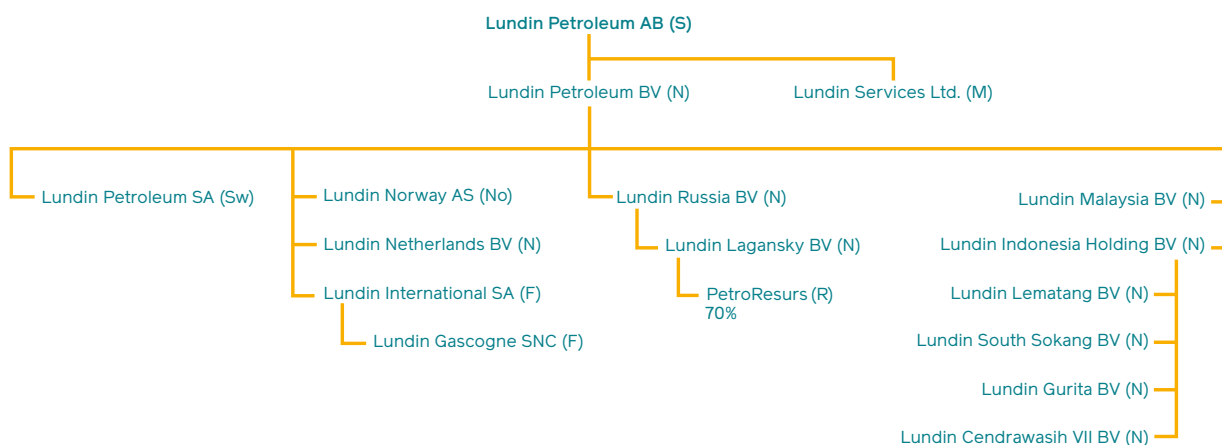 Lundin Petroleum AB (S)
Lundin Petroleum BV (N)
Lundin Services Ltd. (M)
Lundin Petroleum SA (Sw)
Lundin Norway AS (No)
Lundin Netherlands BV (N)
Lundin International SA (F)
Lundin Gascogne SNC (F)
Lundin Russia BV (N)
Lundin Lagansky BV (N)
PetroResurs (R)
70%
Lundin Malaysia BV (N)
Lundin Indonesia Holding BV (N)
Lundin Lematang BV (N)
Lundin South Sokang BV (N)
Lundin Gurita BV (N)
Lundin Cendrawasih VII BV (N)